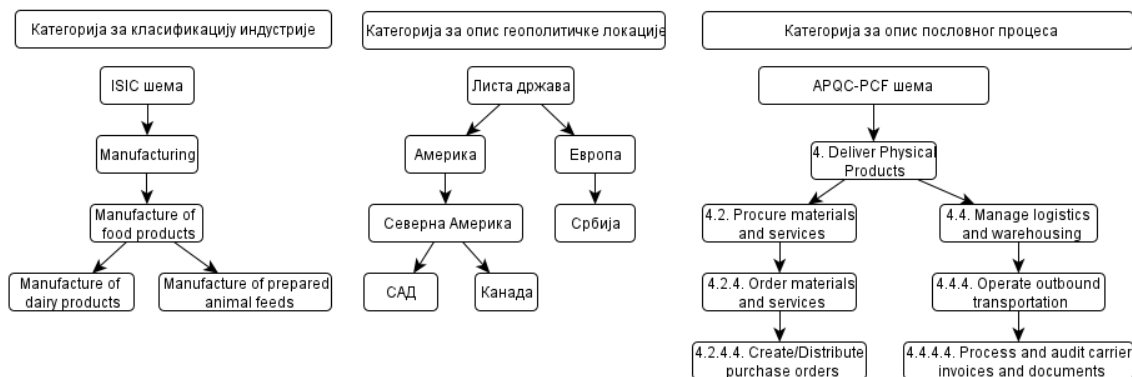 Категорија за класификацију индустрије
Категорија за опис геополитичке локације
Категорија за опис пословног процеса
ISIC шема
Листа држава
APQC-PCF шема
Manufacturing
Америка
Европа
4. Deliver Physical
Products
Manufacture of
food products
Северна Америка
Србија
4.2. Procure materials
and services
4.4. Manage logistics
and warehousing
Manufacture of
dairy products
Manufacture of prepared
animal feeds
САД
Канада
4.2.4. Order materials
and services
4.4.4. Operate outbound
transportation
4.2.4.4. Create/Distribute
purchase orders
4.4.4.4. Process and audit carrier
invoices and documents